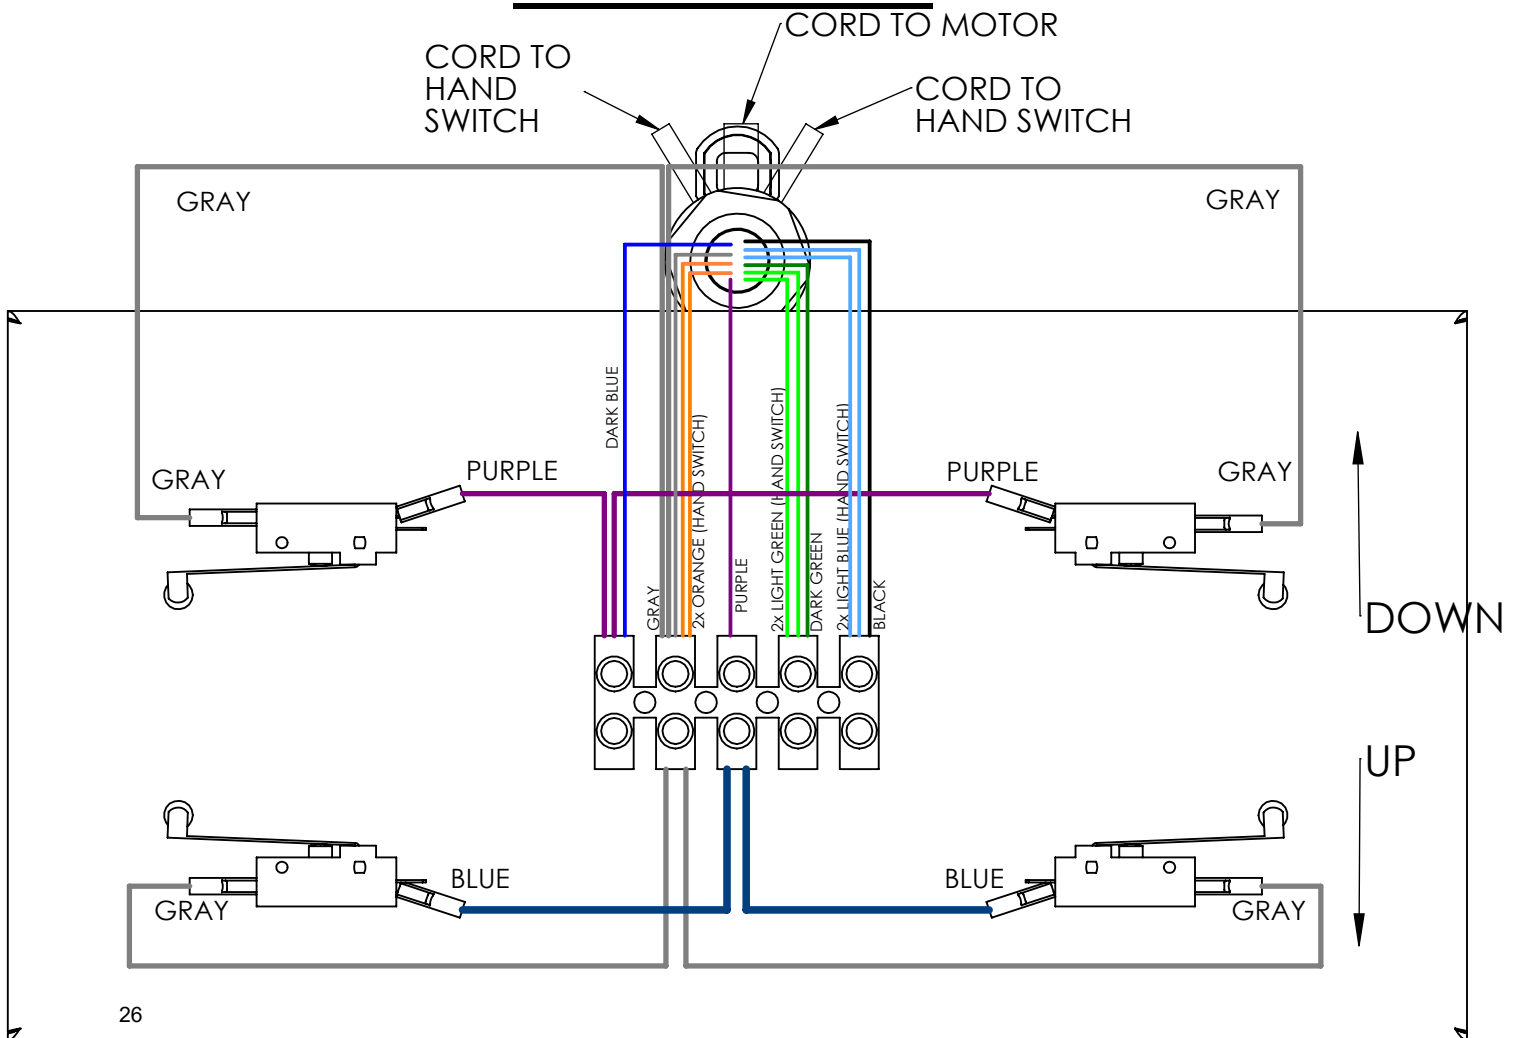 CORD TO MOTOR
CORD TO
HAND
SWITCH
CORD TO
HAND SWITCH
GRAY
GRAY
DARK BLUE
GRAY
2x ORANGE (HAND SWITCH)
PURPLE
2x LIGHT GREEN (HAND SWITCH)
DARK GREEN
2x LIGHT BLUE (HAND SWITCH)
BLACK
GRAY
PURPLE
PURPLE
GRAY
DOWN
UP
BLUE
GRAY
BLUE
GRAY
26